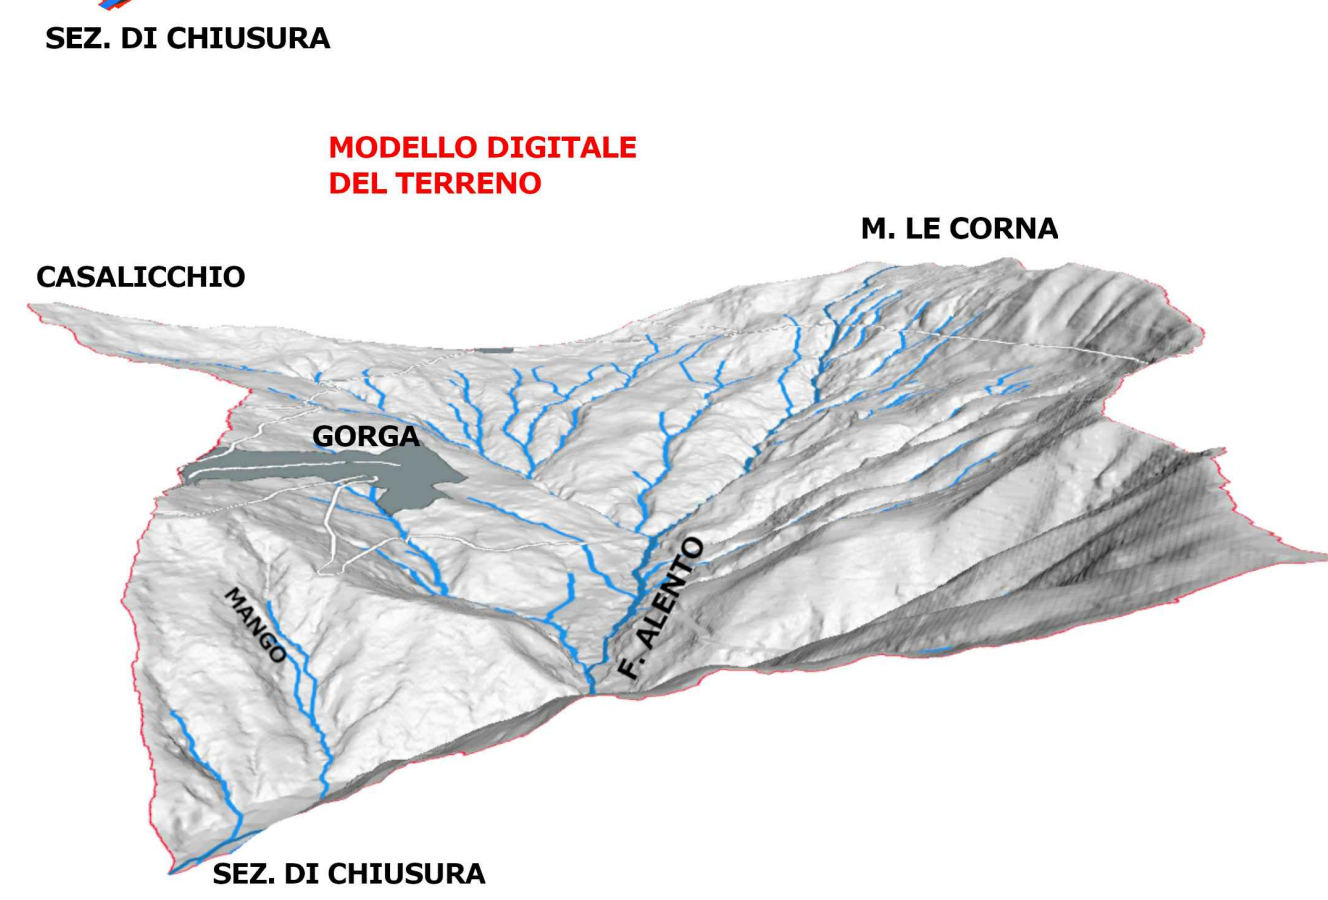 SEZ. DI CHIUSURA
MODELLO DIGITALE
DEL TERRENO
M. LE CORNA
CASALICCHIO
GORGA
F. ALENTO
MANGO
SEZ. DI CHIUSURA